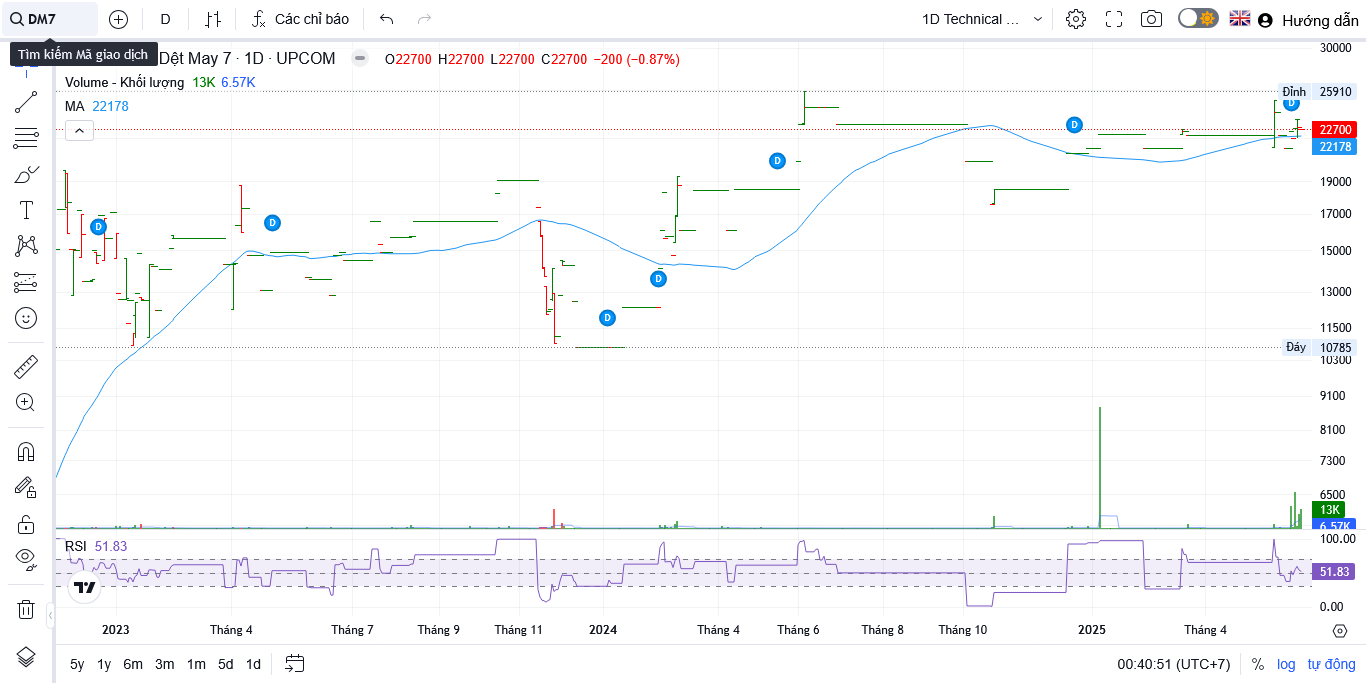 DM7 D Các chỉ báo 1D Technical ... Hướng dẫn
Tìm kiếm Mã giao dịch
Dệt May 7 · 1D · UPCOM O22700 H22700 L22700 C22700 −200 (−0.87%)
Volume - Khối lượng 13K 6.57K
MA 22178
30000
Đỉnh 25910
22700
22178
19000
17000
15000
13000
11500
Đáy 10785
10300
9100
8100
7300
6500
13K
6.57K
D
D
D
D
D
D
D
RSI 51.83
100.00
51.83
0.00
2023 Tháng 4 Tháng 7 Tháng 9 Tháng 11 2024 Tháng 4 Tháng 6 Tháng 8 Tháng 10 2025 Tháng 4
5y 1y 6m 3m 1m 5d 1d 00:40:51 (UTC+7) % log tự động